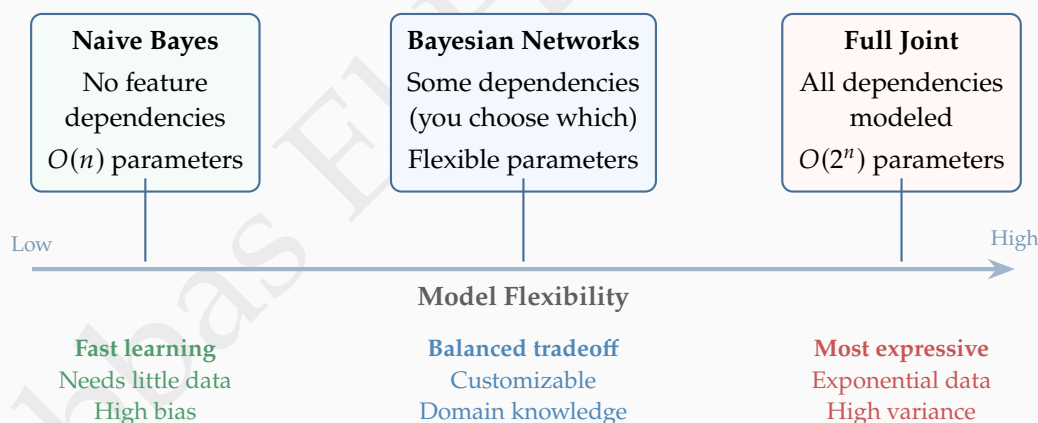 Naive Bayes
No feature
dependencies
O(n) parameters
Bayesian Networks
Some dependencies
(you choose which)
Flexible parameters
Full Joint
All dependencies
modeled
O(2ⁿ) parameters
Low
High
Model Flexibility
Fast learning
Needs little data
High bias
Balanced tradeoff
Customizable
Domain knowledge
Most expressive
Exponential data
High variance